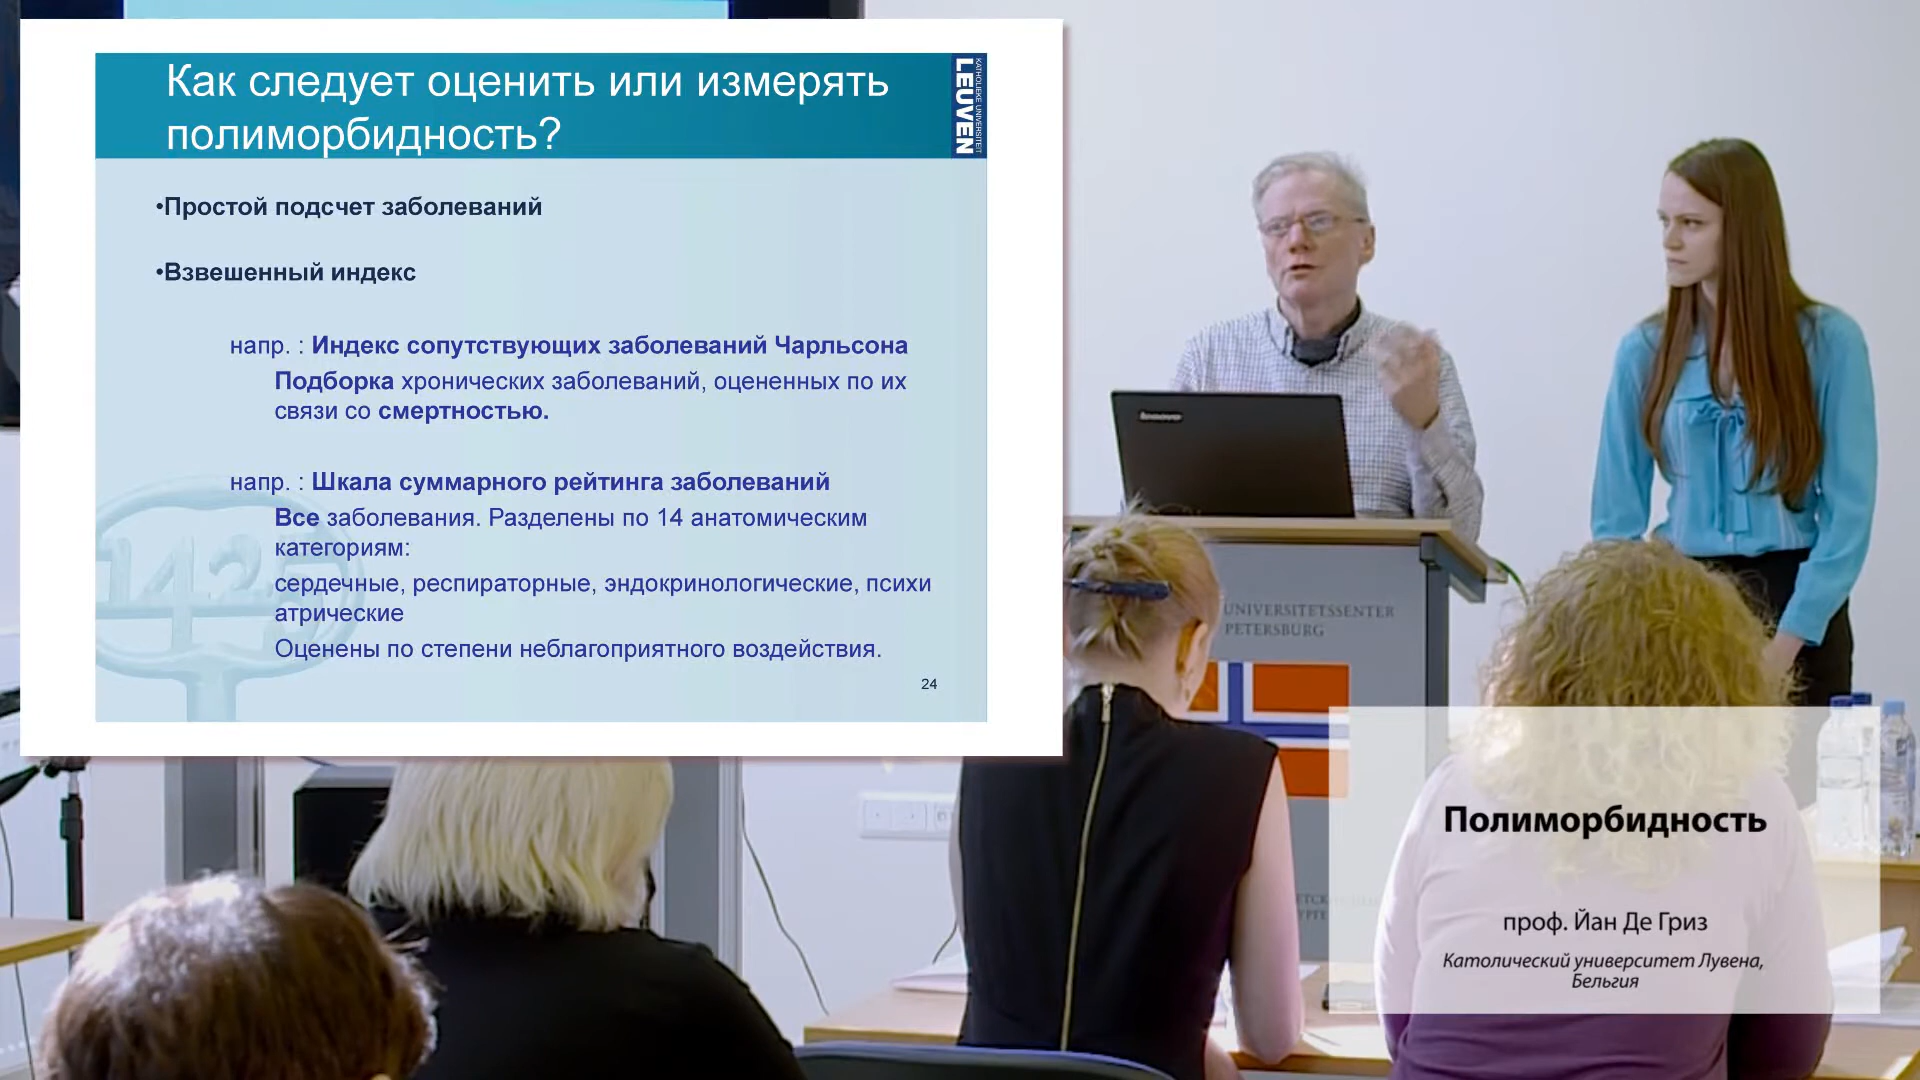 Как следует оценить или измерять
полиморбидность?
KATHOLIEKE UNIVERSITEIT
LEUVEN
•Простой подсчет заболеваний
•Взвешенный индекс
напр. : Индекс сопутствующих заболеваний Чарльсона
Подборка хронических заболеваний, оцененных по их
связи со смертностью.
напр. : Шкала суммарного рейтинга заболеваний
Все заболевания. Разделены по 14 анатомическим
категориям:
сердечные, респираторные, эндокринологические, психи
атрические
Оценены по степени неблагоприятного воздействия.
1425
24
lenovo
UNIVERSITETSSENTER
PETERSBURG
Полиморбидность
проф. Йан Де Гриз
Католический университет Лувена,
Бельгия